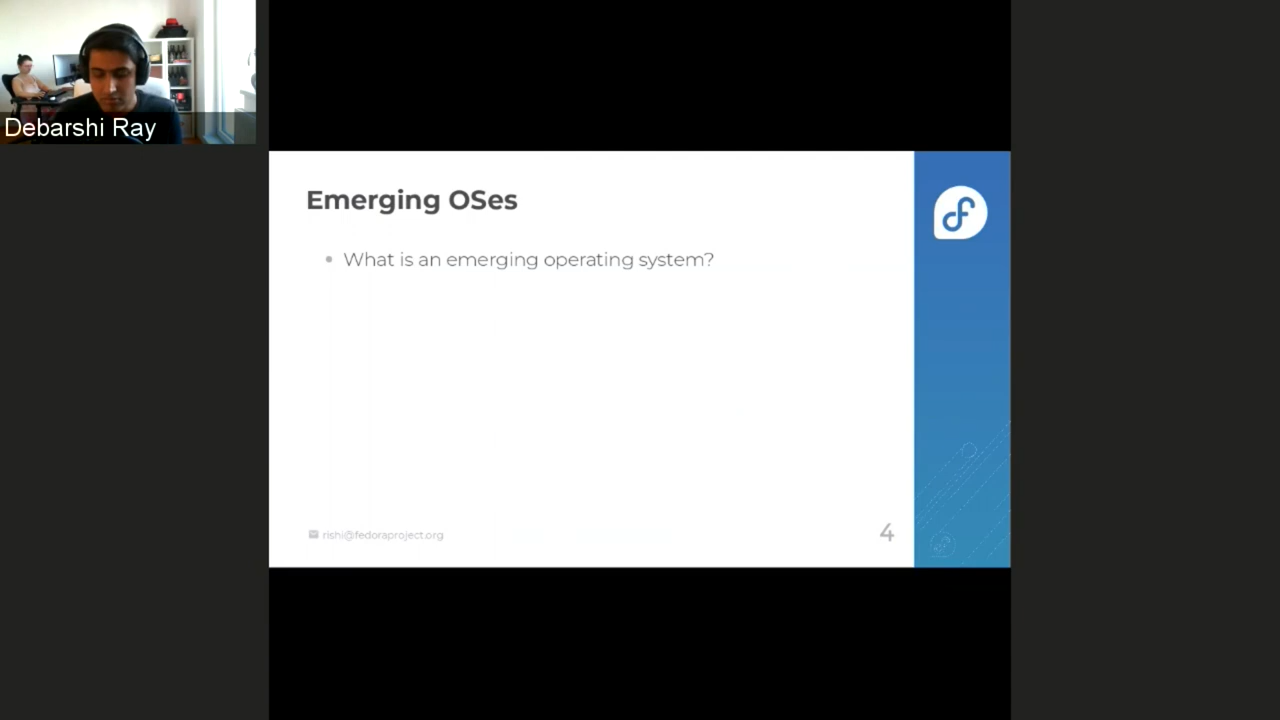 Debarshi Ray
Emerging OSes
What is an emerging operating system?
rishi@fedoraproject.org
4